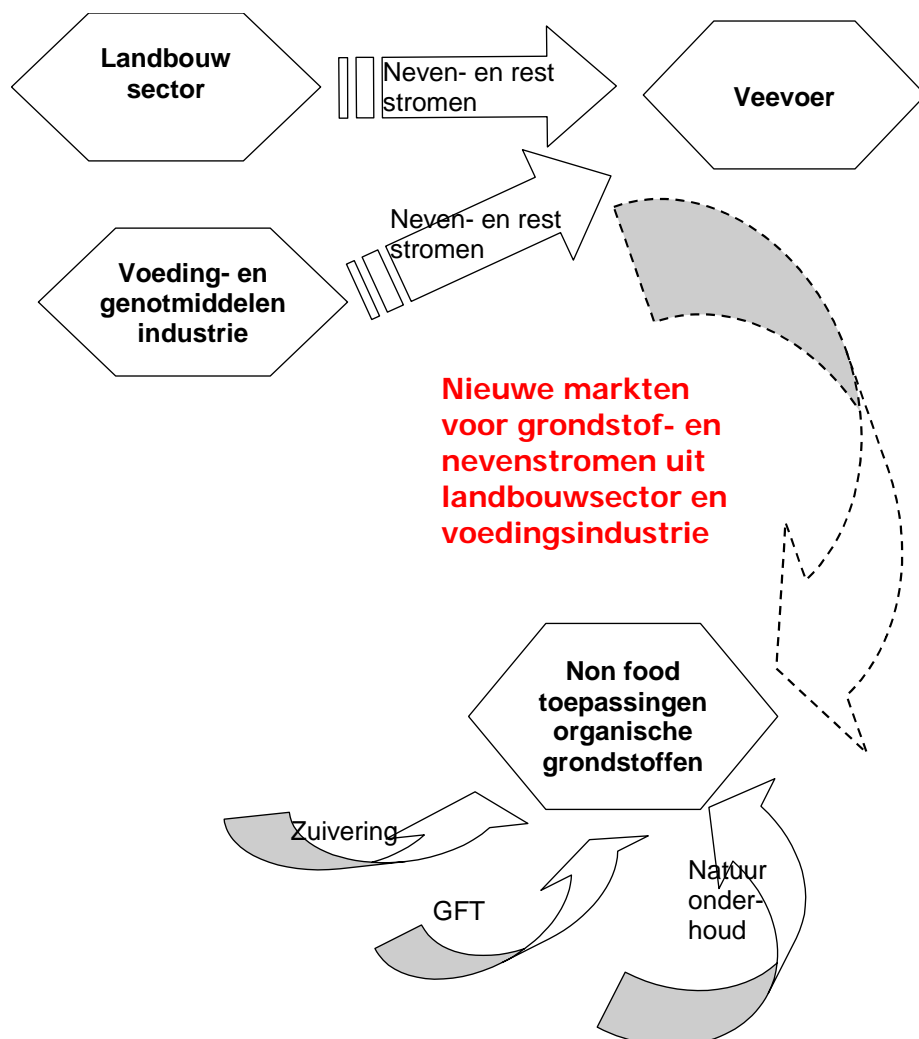 Landbouw
sector
Neven- en rest
stromen
Veevoer
Neven- en rest
stromen
Voeding- en
genotmiddelen
industrie
Nieuwe markten
voor grondstof- en
nevenstromen uit
landbouwsector en
voedingsindustrie
Non food
toepassingen
organische
grondstoffen
Zuivering
GFT
Natuur
onder-
houd